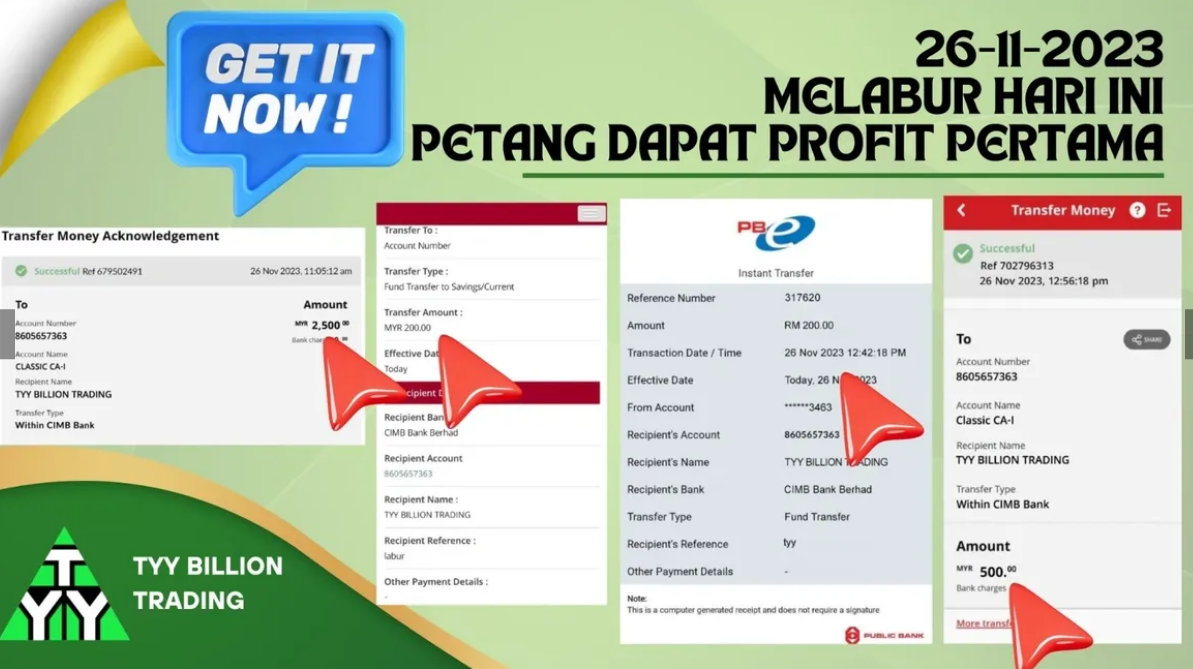 GET IT
NOW!
26-11-2023
MELABUR HARI INI
PETANG DAPAT PROFIT PERTAMA
Transfer Money Acknowledgement
Successful Ref 679502491
26 Nov 2023, 11:05:12 am
To
Amount
Account Number
MYR 2,500 00
8605657363
Bank
Account Name
CLASSIC CA-I
Recipient Name
TYY BILLION TRADING
Transfer Type
Within CIMB Bank
Transfer To :
Account Number
Transfer Type :
Fund Transfer to Savings/Current
Transfer Amount :
MYR 200.00
Effective
Today
Recipient
CIMB Bank Berhad
Recipient Account
8605657363
Recipient Name :
TYY BILLION TRADING
Recipient Reference :
labur
Other Payment Details :
-
PBe
Instant Transfer
Reference Number 317620
Amount RM 200.00
Transaction Date / Time 26 Nov 2023 12:42:18 PM
Effective Date Today, 26 2023
From Account ******3463
Recipient's Account 8605657363
Recipient's Name TYY BILLION
Recipient's Bank CIMB Bank Berhad
Transfer Type Fund Transfer
Recipient's Reference tyy
Other Payment Details -
Note:
This is a computer generated receipt and does not require a signature
PUBLIC BANK
Transfer Money ?
Successful
Ref 702796313
26 Nov 2023, 12:56:18 pm
To
SHARE
Account Number
8605657363
Account Name
Classic CA-I
Recipient Name
TYY BILLION TRADING
Transfer Type
Within CIMB Bank
Amount
MYR 500.00
Bank charges
More
TYY
TYY BILLION
TRADING